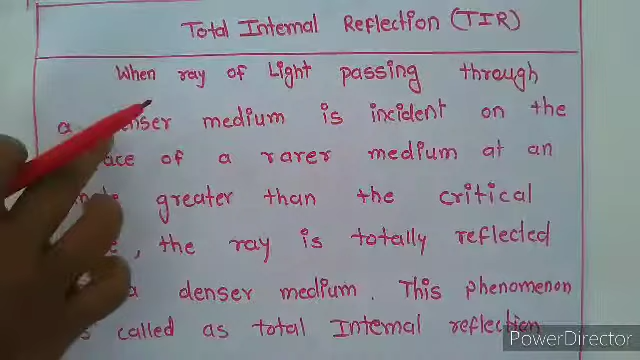 Total Internal Reflection (TIR)
When ray of Light passing through
a denser medium is incident on the
of a rarer medium at an
greater than the critical
, the ray is totally reflected
a denser medium. This phenomenon
called as total Internal reflection
PowerDirector